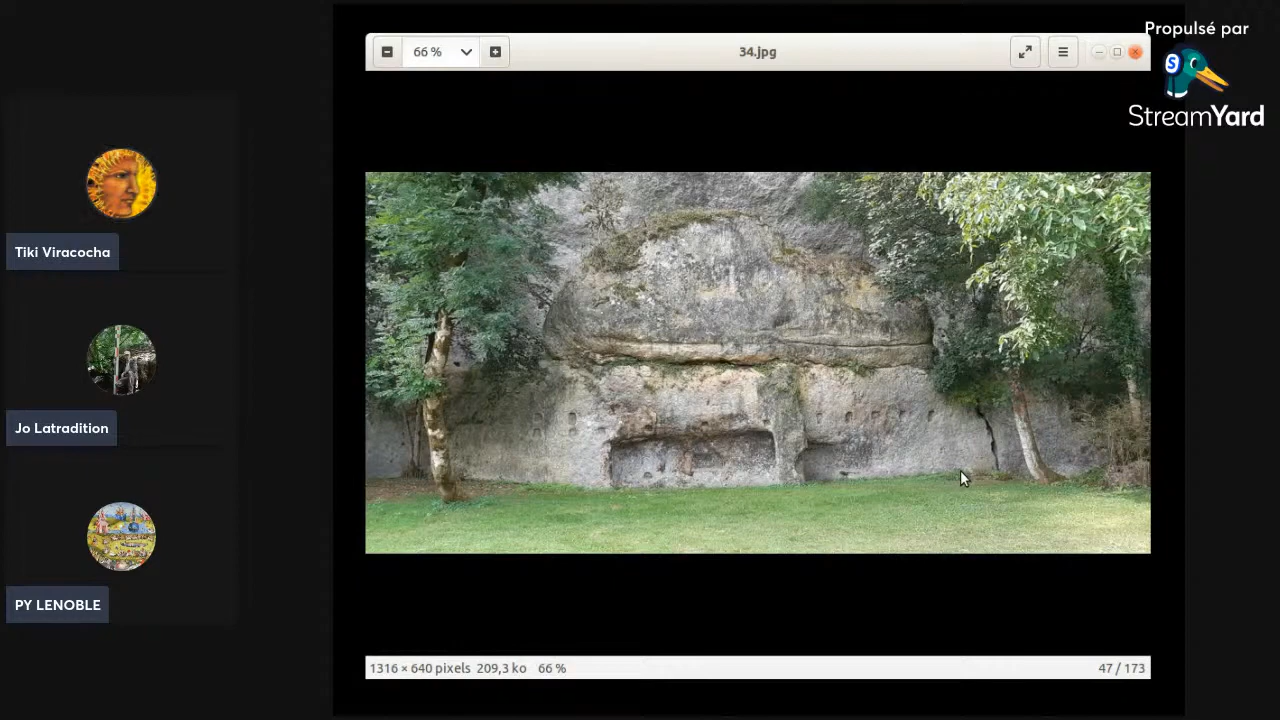 Propulsé par
StreamYard
66 %
34.jpg
Tiki Viracocha
Jo Latradition
PY LENOBLE
1316 × 640 pixels 209,3 ko 66 %
47 / 173